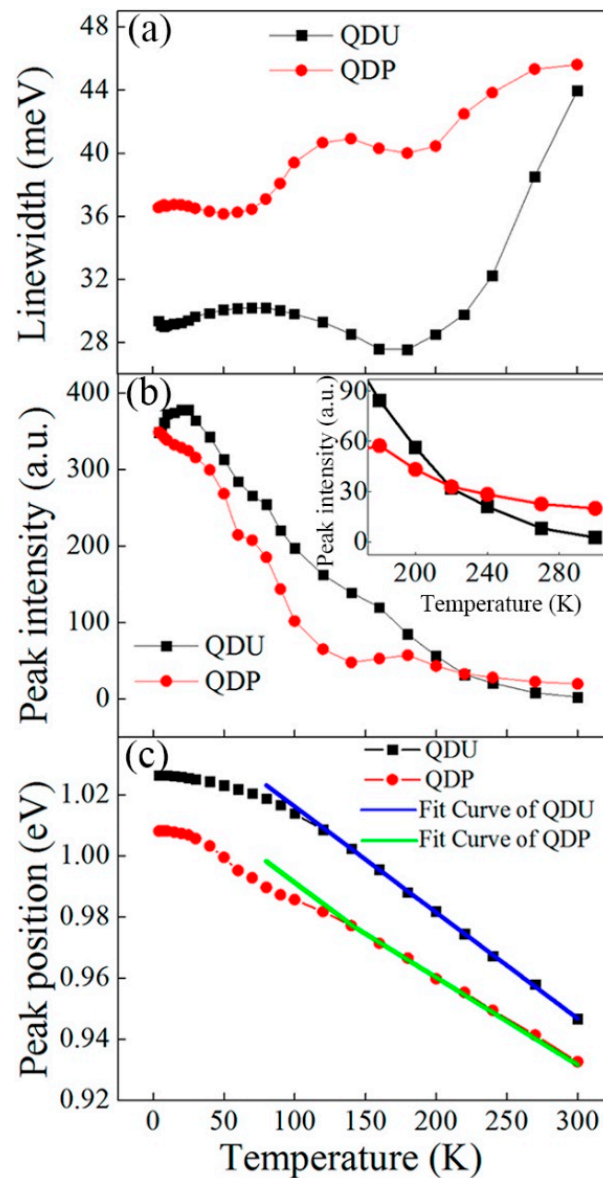 (a)
QDU
QDP
Linewidth (meV)
48
44
40
36
32
28
(b)
Peak intensity (a.u.)
400
300
200
100
0
QDU
QDP
Peak intensity (a.u.)
90
60
30
0
200 240 280
Temperature (K)
(c)
QDU
QDP
Fit Curve of QDU
Fit Curve of QDP
Peak position (eV)
1.02
1.00
0.98
0.96
0.94
0.92
0 50 100 150 200 250 300
Temperature (K)